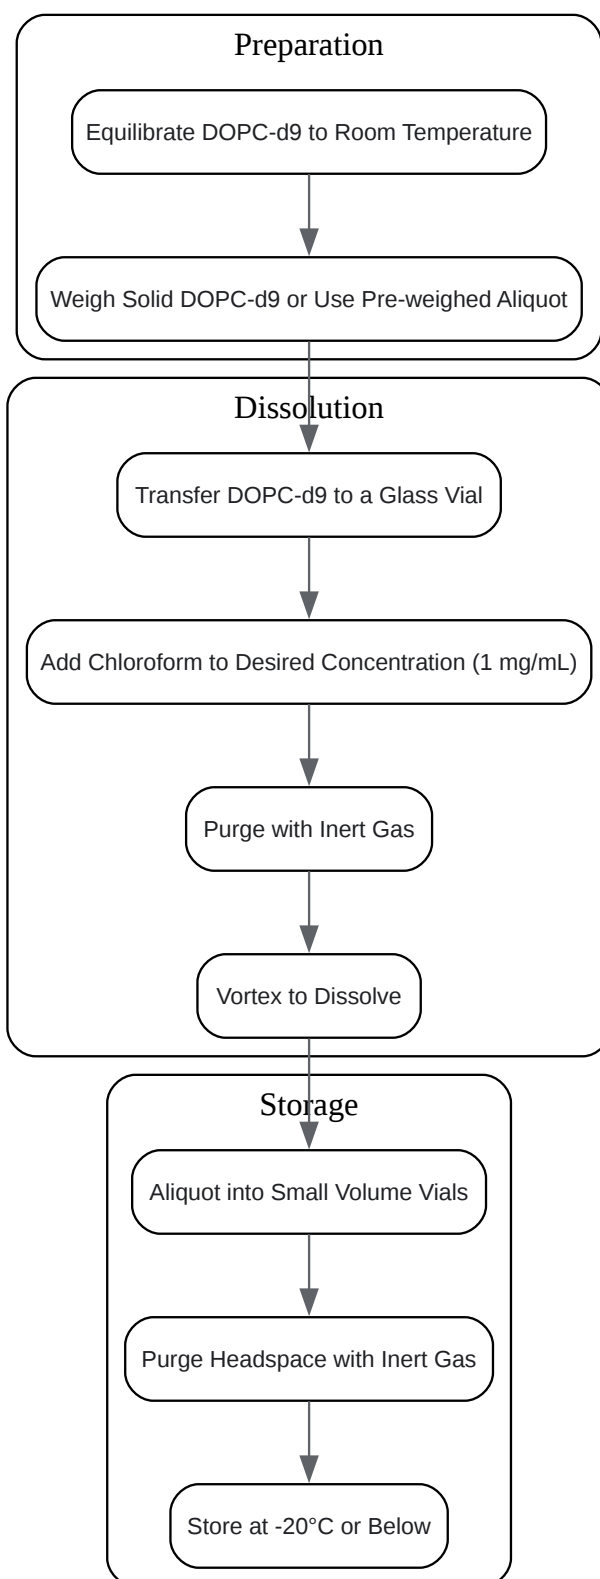 Preparation
Equilibrate DOPC-d9 to Room Temperature
Weigh Solid DOPC-d9 or Use Pre-weighed Aliquot
Dissolution
Transfer DOPC-d9 to a Glass Vial
Add Chloroform to Desired Concentration (1 mg/mL)
Purge with Inert Gas
Vortex to Dissolve
Storage
Aliquot into Small Volume Vials
Purge Headspace with Inert Gas
Store at -20°C or Below